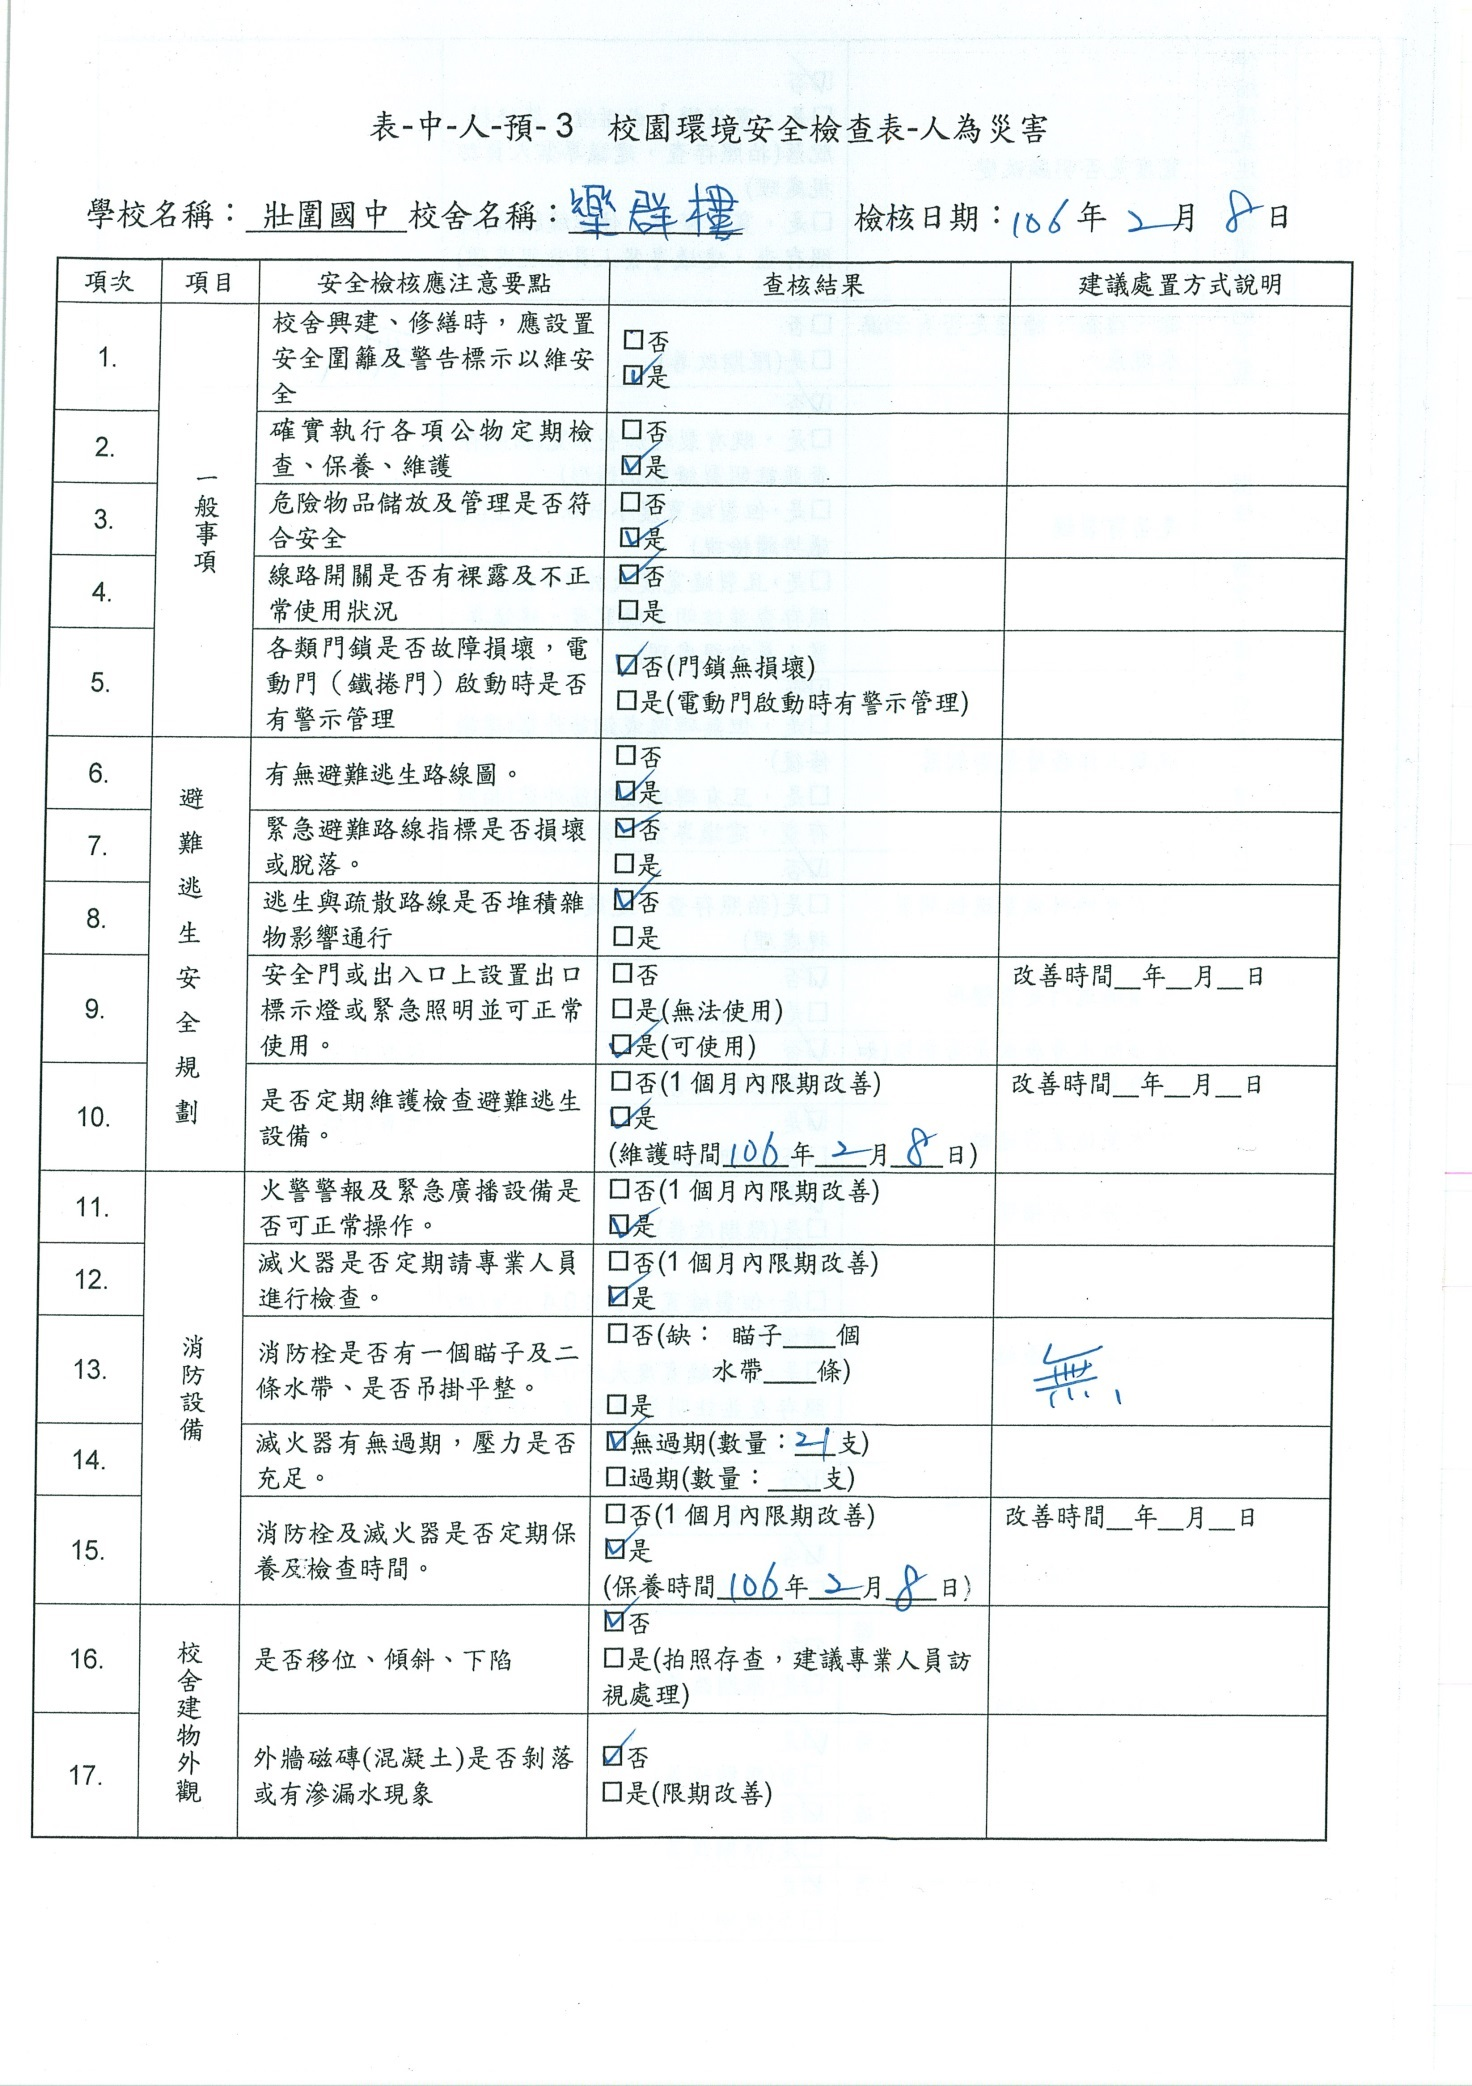 表-中-人-預-3 校園環境安全檢查表-人為災害
學校名稱： 壯圍國中 校舍名稱：樂群樓 檢核日期：106年2月8日
項次 項目 安全檢核應注意要點 查核結果 建議處置方式說明
一般事項
1. 校舍興建、修繕時，應設置
安全圍籬及警告標示以維安
全
□否
☑是
2. 確實執行各項公物定期檢
查、保養、維護
□否
☑是
3. 危險物品儲放及管理是否符
合安全
□否
☑是
4. 線路開關是否有裸露及不正
常使用狀況
☑否
□是
5. 各類門鎖是否故障損壞，電
動門（鐵捲門）啟動時是否
有警示管理
☑否(門鎖無損壞)
□是(電動門啟動時有警示管理)
避難逃生安全規劃
6. 有無避難逃生路線圖。
□否
☑是
7. 緊急避難路線指標是否損壞
或脫落。
☑否
□是
8. 逃生與疏散路線是否堆積雜
物影響通行
☑否
□是
9. 安全門或出入口上設置出口
標示燈或緊急照明並可正常
使用。
□否
□是(無法使用)
☑是(可使用)
改善時間__年__月__日
10. 是否定期維護檢查避難逃生
設備。
□否(1個月內限期改善)
☑是
(維護時間106年2月8日)
改善時間__年__月__日
消防設備
11. 火警警報及緊急廣播設備是
否可正常操作。
□否(1個月內限期改善)
☑是
12. 滅火器是否定期請專業人員
進行檢查。
□否(1個月內限期改善)
☑是
13. 消防栓是否有一個瞄子及二
條水帶、是否吊掛平整。
□否(缺： 瞄子____個
水帶____條)
□是
無
14. 滅火器有無過期，壓力是否
充足。
☑無過期(數量：21支)
□過期(數量：____支)
15. 消防栓及滅火器是否定期保
養及檢查時間。
□否(1個月內限期改善)
☑是
(保養時間106年2月8日)
改善時間__年__月__日
校舍建物外觀
16. 是否移位、傾斜、下陷
☑否
□是(拍照存查，建議專業人員訪
視處理)
17. 外牆磁磚(混凝土)是否剝落
或有滲漏水現象
☑否
□是(限期改善)